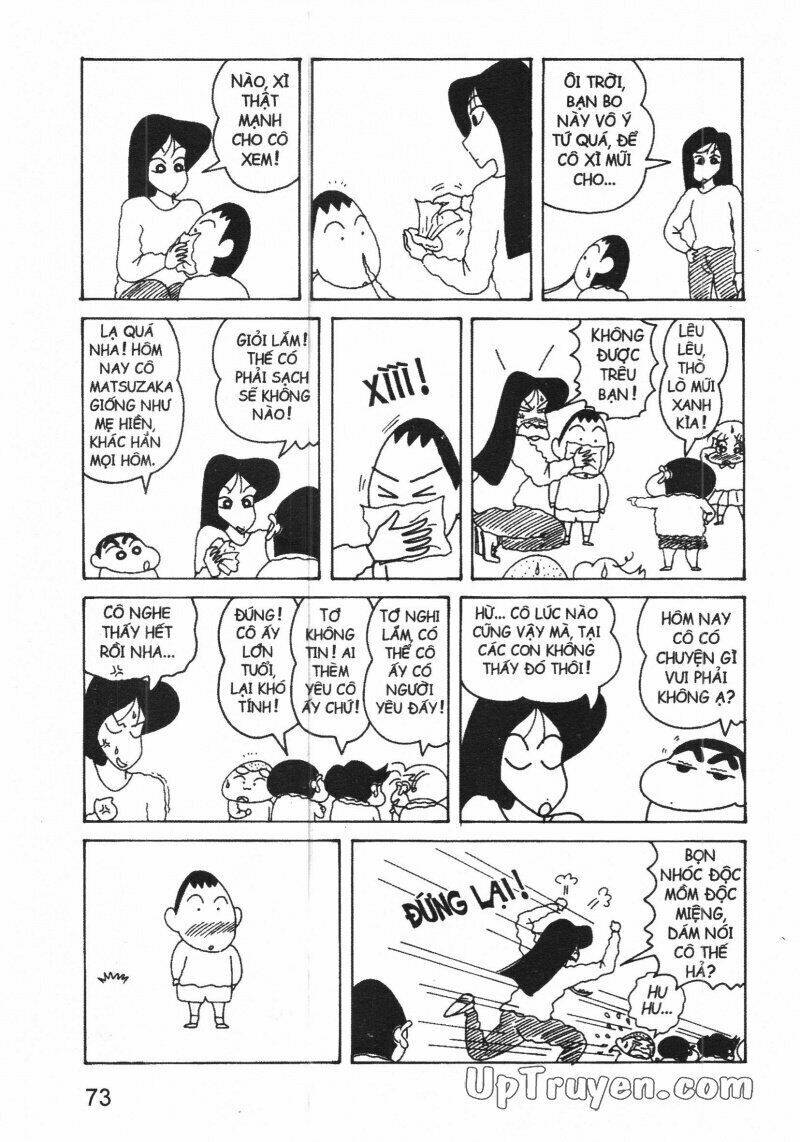 ÔI TRỜI,
BẠN BO
NÀY VÔ Ý
TỨ QUÁ, ĐỂ
CÔ XÌ MŨI
CHO...
NÀO, XÌ
THẬT
MẠNH
CHO CÔ
XEM!
LÊU
LÊU,
THÒ
LÒ MŨI
XANH
KÌA!
KHÔNG
ĐƯỢC
TRÊU
BẠN!
XÌÌÌ!
GIỎI LẮM!
THẾ CÓ
PHẢI SẠCH
SẼ KHÔNG
NÀO!
LẠ QUÁ
NHA! HÔM
NAY CÔ
MATSUZAKA
GIỐNG NHƯ
MẸ HIỀN,
KHÁC HẲN
MỌI HÔM.
HÔM NAY
CÔ CÓ
CHUYỆN GÌ
VUI PHẢI
KHÔNG Ạ?
HỪ... CÔ LÚC NÀO
CŨNG VẬY MÀ, TẠI
CÁC CON KHÔNG
THẤY ĐÓ THÔI!
TỚ NGHI
LẮM, CÓ
THỂ CÔ
ẤY CÓ
NGƯỜI
YÊU ĐẤY!
TỚ
KHÔNG
TIN! AI
THÈM
YÊU CÔ
ẤY CHỨ!
ĐÚNG!
CÔ ẤY
LỚN
TUỔI,
LẠI KHÓ
TÍNH!
CÔ NGHE
THẤY HẾT
RỒI NHA...
BỌN
NHÓC ĐỘC
MỒM ĐỘC
MIỆNG,
DÁM NÓI
CÔ THẾ
HẢ?
HU
HU...
ĐỨNG LẠI!
73
UpTruyen.com